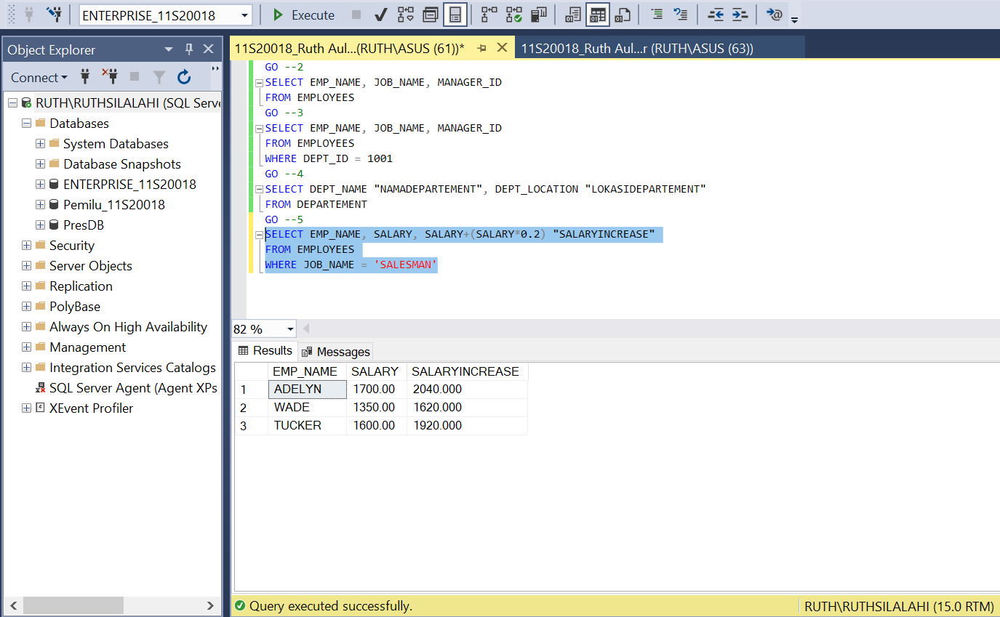 ENTERPRISE_11S20018
Execute
Object Explorer
Connect
RUTH\RUTHSILALAHI (SQL Serve
Databases
System Databases
Database Snapshots
ENTERPRISE_11S20018
Pemilu_11S20018
PresDB
Security
Server Objects
Replication
PolyBase
Always On High Availability
Management
Integration Services Catalogs
SQL Server Agent (Agent XPs
XEvent Profiler
11S20018_Ruth Aul...(RUTH\ASUS (61))*
11S20018_Ruth Aul...r (RUTH\ASUS (63))
GO --2
SELECT EMP_NAME, JOB_NAME, MANAGER_ID
FROM EMPLOYEES
GO --3
SELECT EMP_NAME, JOB_NAME, MANAGER_ID
FROM EMPLOYEES
WHERE DEPT_ID = 1001
GO --4
SELECT DEPT_NAME "NAMADEPARTEMENT", DEPT_LOCATION "LOKASIDEPARTEMENT"
FROM DEPARTEMENT
GO --5
SELECT EMP_NAME, SALARY, SALARY+(SALARY*0.2) "SALARYINCREASE"
FROM EMPLOYEES
WHERE JOB_NAME = 'SALESMAN'
82 %
Results Messages
EMP_NAME SALARY SALARYINCREASE
1 ADELYN 1700.00 2040.000
2 WADE 1350.00 1620.000
3 TUCKER 1600.00 1920.000
Query executed successfully.
RUTH\RUTHSILALAHI (15.0 RTM)